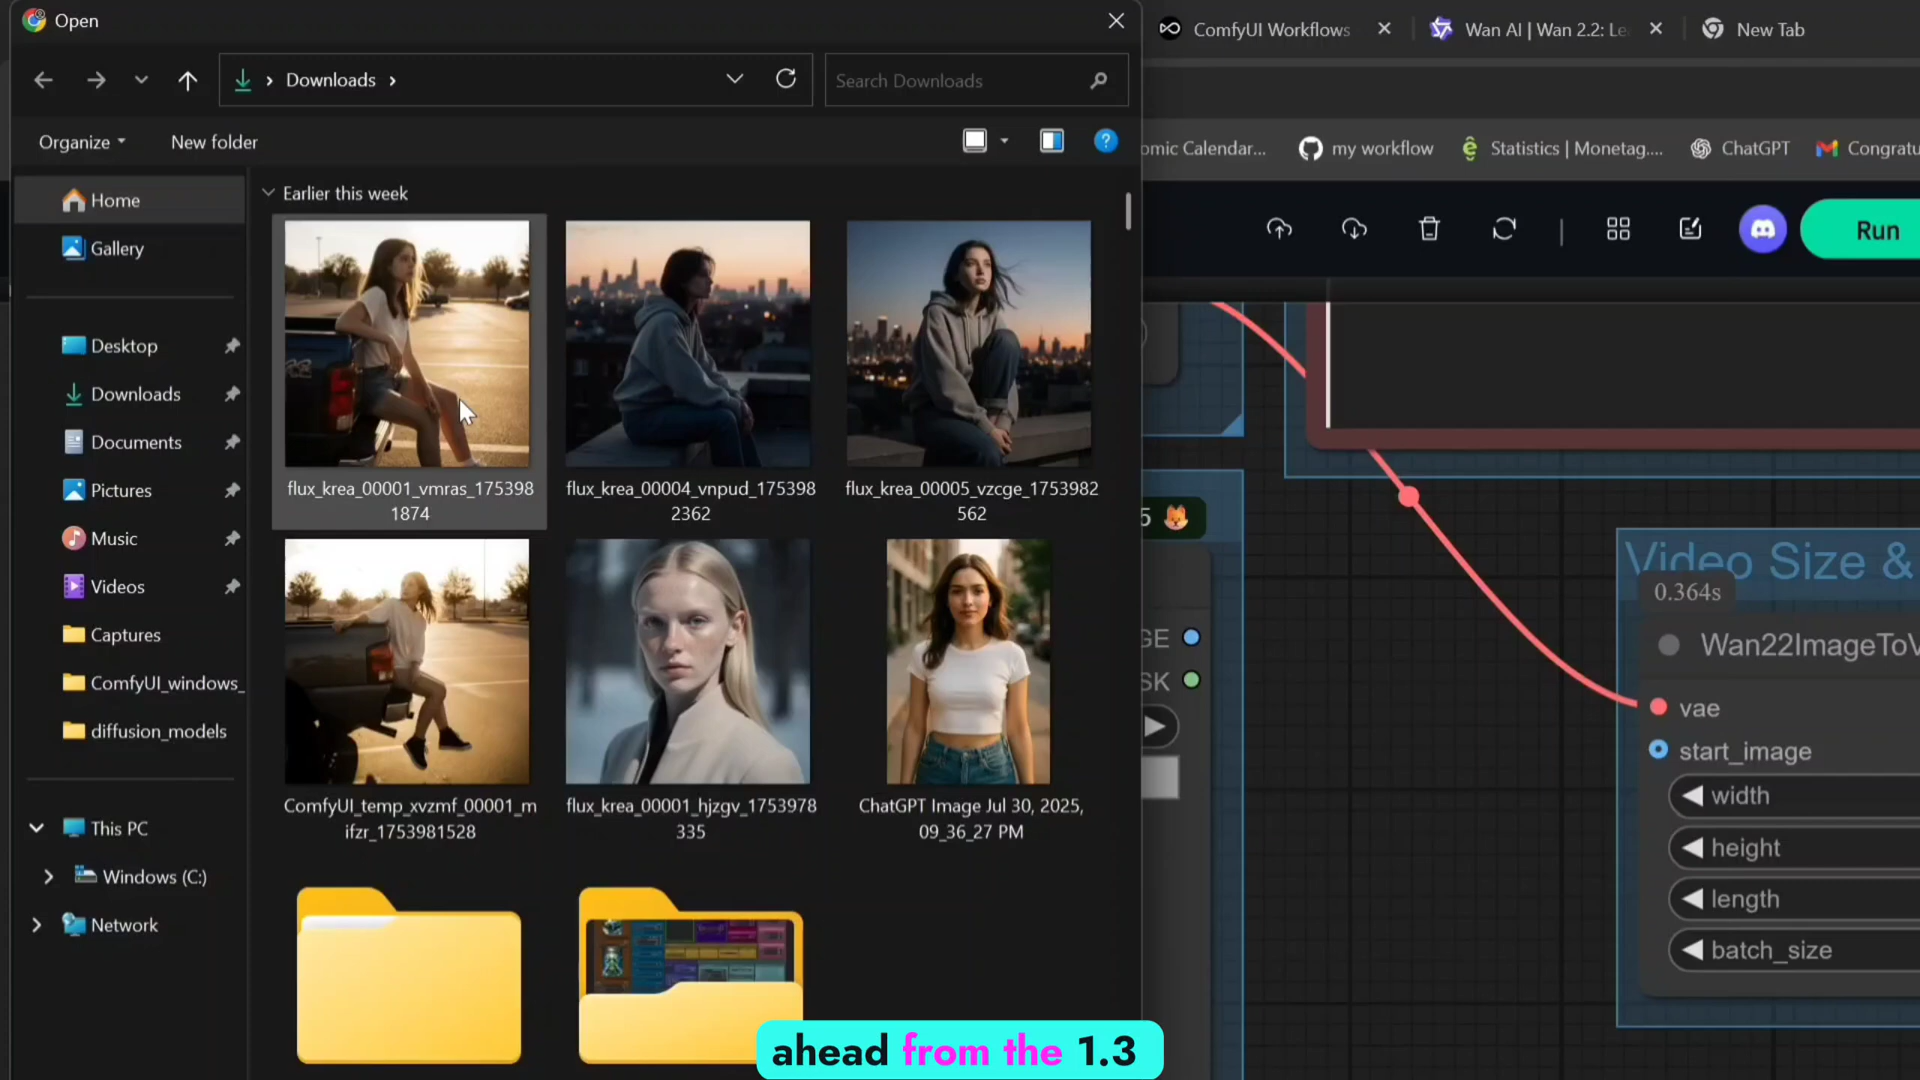 Open
ComfyUI Workflows
Wan AI | Wan 2.2: Le
New Tab
Downloads
Search Downloads
Organize
New folder
omic Calendar...
my workflow
Statistics | Monetag....
ChatGPT
Congratu
Home
Gallery
Earlier this week
Run
Desktop
Downloads
Documents
Pictures
Music
Videos
Captures
ComfyUI_windows_
diffusion_models
This PC
Windows (C:)
Network
flux_krea_00001_vmras_175398
1874
flux_krea_00004_vnpud_175398
2362
flux_krea_00005_vzcge_1753982
562
ComfyUI_temp_xvzmf_00001_m
ifzr_1753981528
flux_krea_00001_hjzgv_1753978
335
ChatGPT Image Jul 30, 2025,
09_36_27 PM
5
GE
SK
Video Size &
0.364s
Wan22ImageToV
vae
start_image
width
height
length
batch_size
ahead from the 1.3